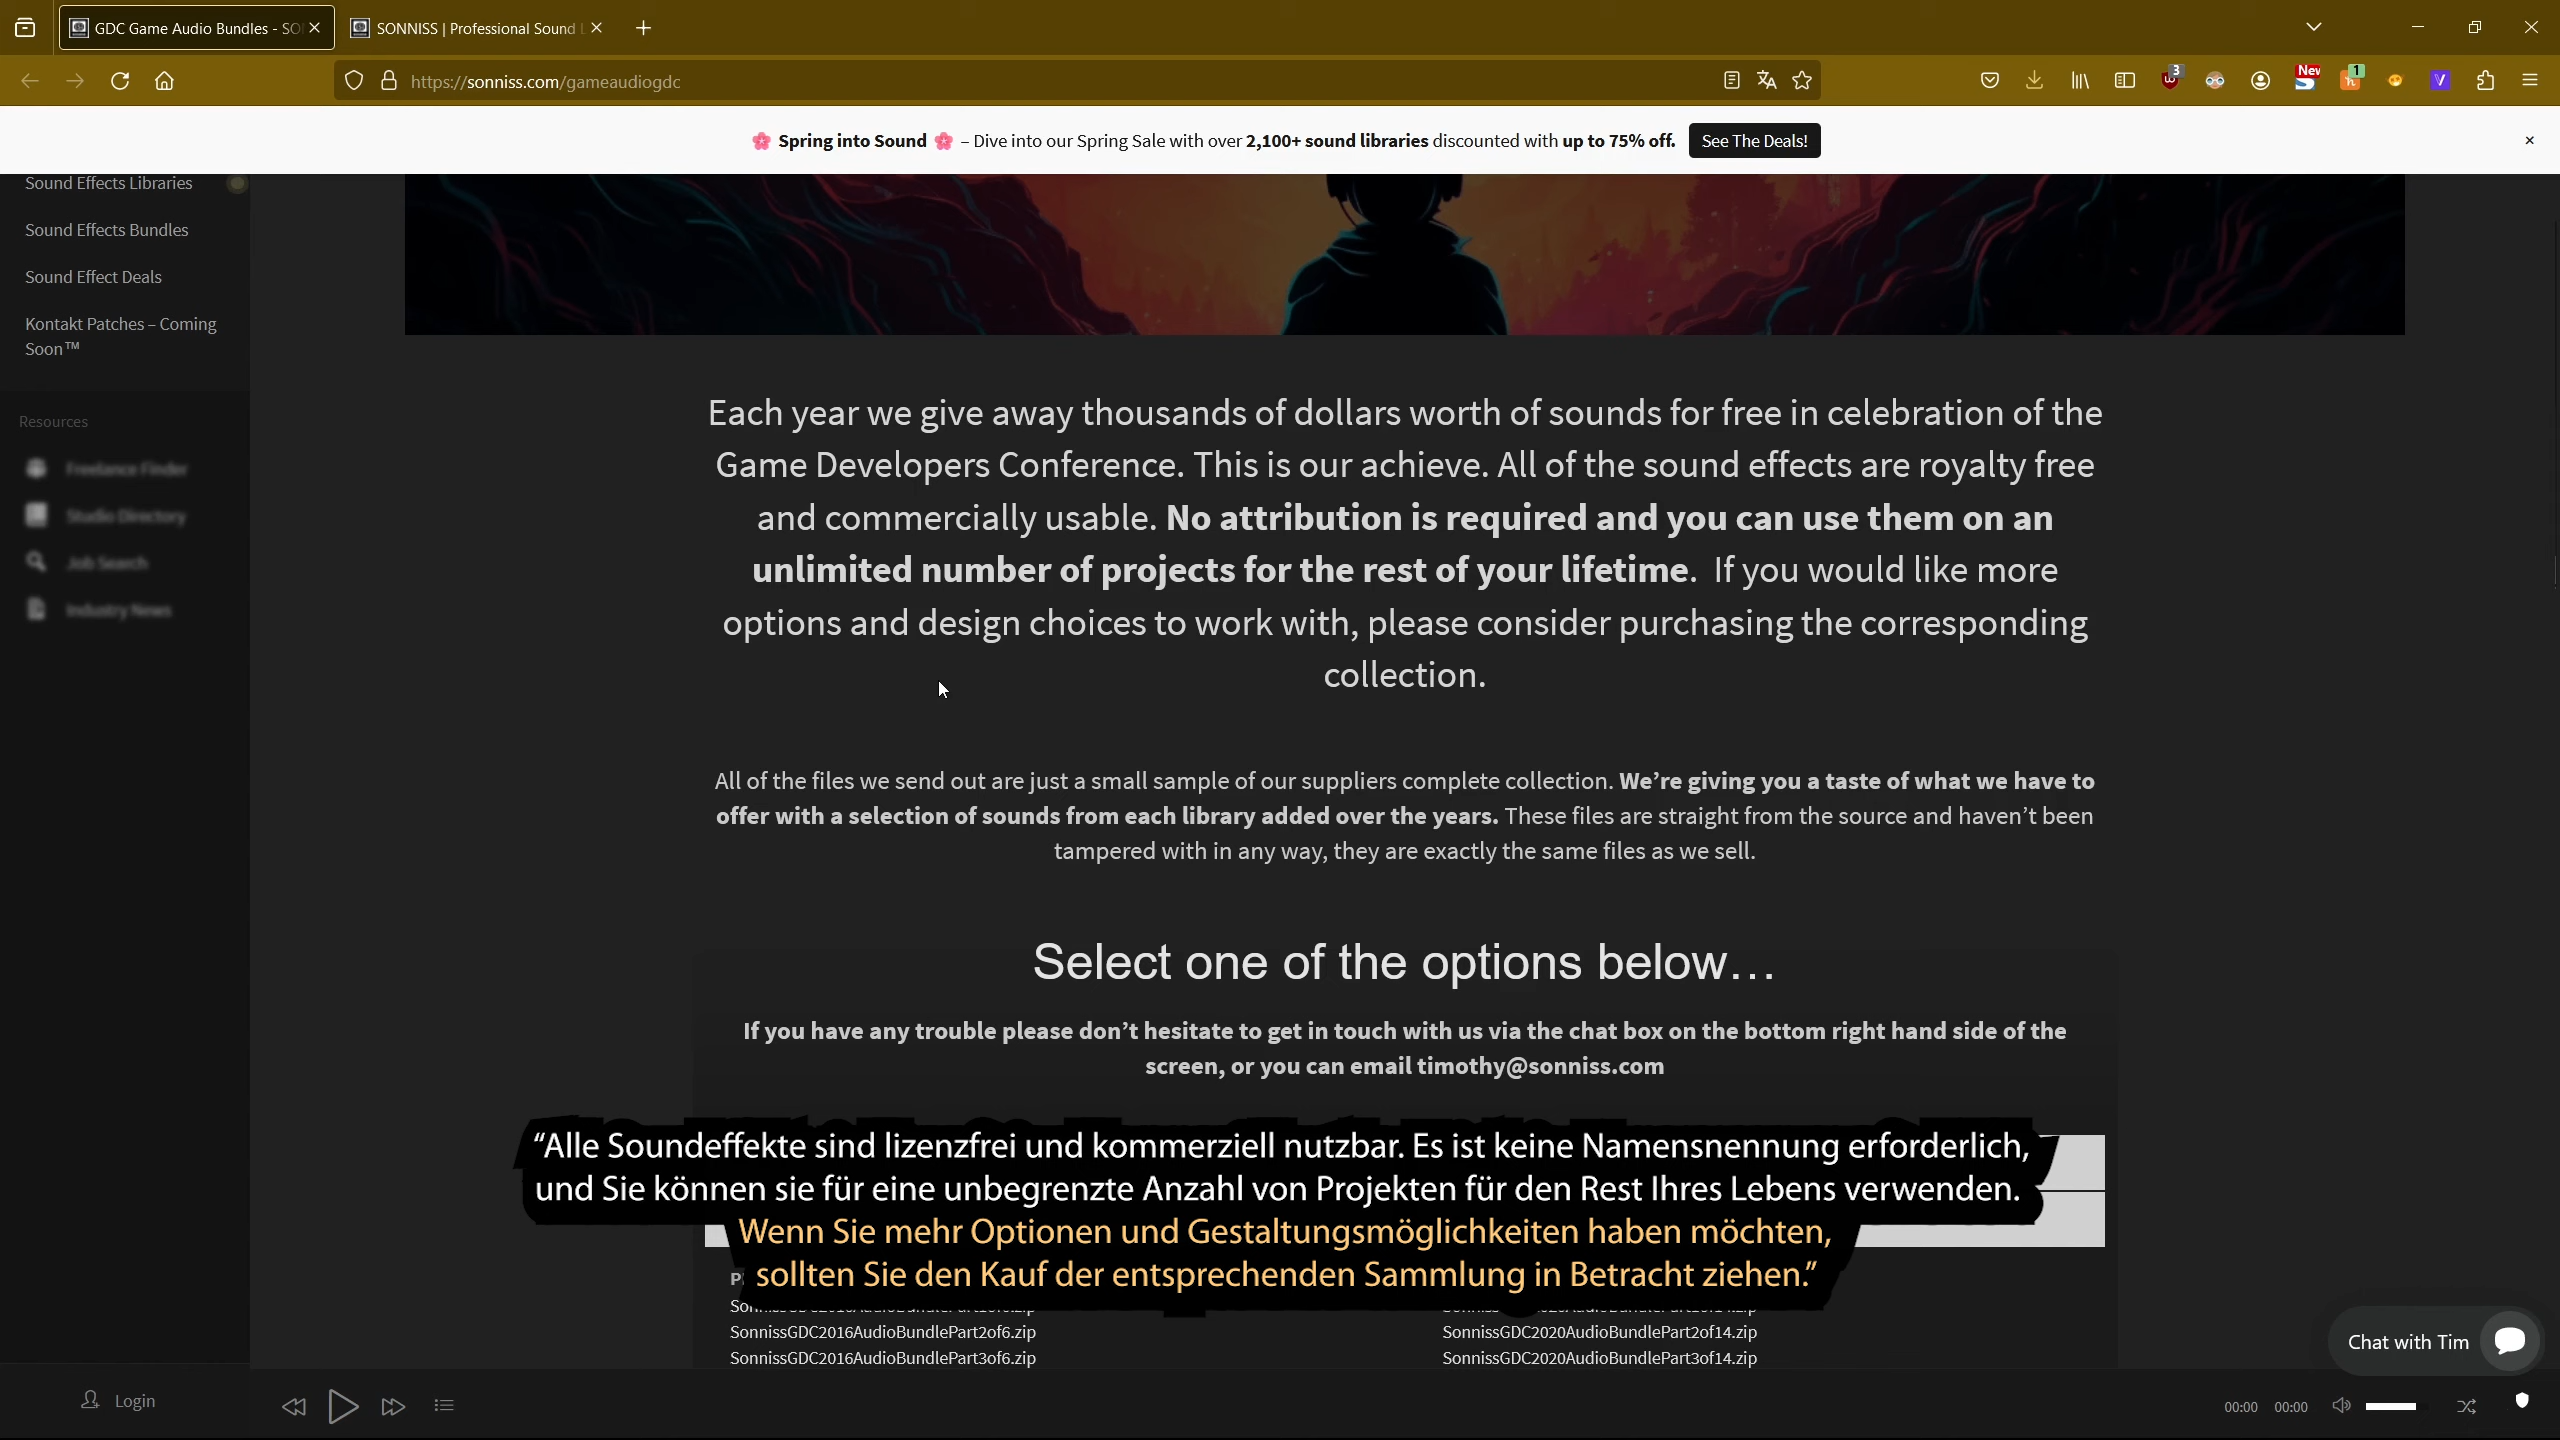 GDC Game Audio Bundles - SO
SONNISS | Professional Sound L
https://sonniss.com/gameaudiogdc
3
New
1
🌸 Spring into Sound 🌸 – Dive into our Spring Sale with over 2,100+ sound libraries discounted with up to 75% off.
See The Deals!
Sound Effects Libraries
Sound Effects Bundles
Sound Effect Deals
Kontakt Patches – Coming
Soon™
Resources
Freelance Finder
Studio Directory
Job Search
Industry News
Each year we give away thousands of dollars worth of sounds for free in celebration of the
Game Developers Conference. This is our achieve. All of the sound effects are royalty free
and commercially usable. No attribution is required and you can use them on an
unlimited number of projects for the rest of your lifetime. If you would like more
options and design choices to work with, please consider purchasing the corresponding
collection.
All of the files we send out are just a small sample of our suppliers complete collection. We're giving you a taste of what we have to
offer with a selection of sounds from each library added over the years. These files are straight from the source and haven't been
tampered with in any way, they are exactly the same files as we sell.
Select one of the options below…
If you have any trouble please don't hesitate to get in touch with us via the chat box on the bottom right hand side of the
screen, or you can email timothy@sonniss.com
“Alle Soundeffekte sind lizenzfrei und kommerziell nutzbar. Es ist keine Namensnennung erforderlich,
und Sie können sie für eine unbegrenzte Anzahl von Projekten für den Rest Ihres Lebens verwenden.
Wenn Sie mehr Optionen und Gestaltungsmöglichkeiten haben möchten,
sollten Sie den Kauf der entsprechenden Sammlung in Betracht ziehen.”
SonnissGDC2016AudioBundlePart2of6.zip
SonnissGDC2020AudioBundlePart2of14.zip
SonnissGDC2016AudioBundlePart3of6.zip
SonnissGDC2020AudioBundlePart3of14.zip
Chat with Tim
Login
00:00 00:00